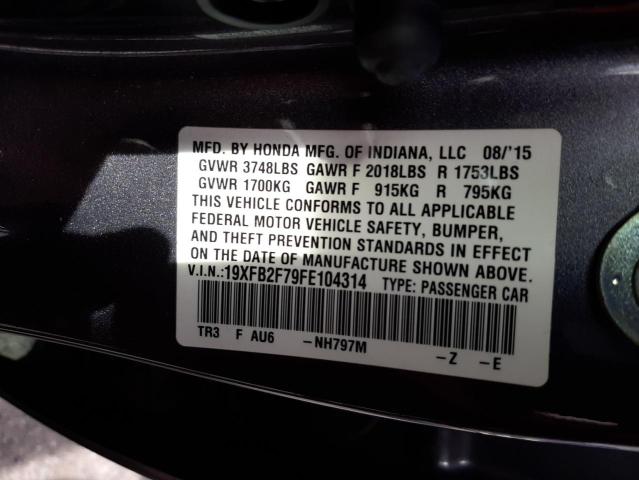 MFD. BY HONDA MFG. OF INDIANA, LLC 08/'15
GVWR 3748LBS GAWR F 2018LBS R 1753LBS
GVWR 1700KG GAWR F 915KG R 795KG
THIS VEHICLE CONFORMS TO ALL APPLICABLE
FEDERAL MOTOR VEHICLE SAFETY, BUMPER,
AND THEFT PREVENTION STANDARDS IN EFFECT
ON THE DATE OF MANUFACTURE SHOWN ABOVE.
V.I.N.:19XFB2F79FE104314 TYPE: PASSENGER CAR
TR3 F AU6 -NH797M -Z -E